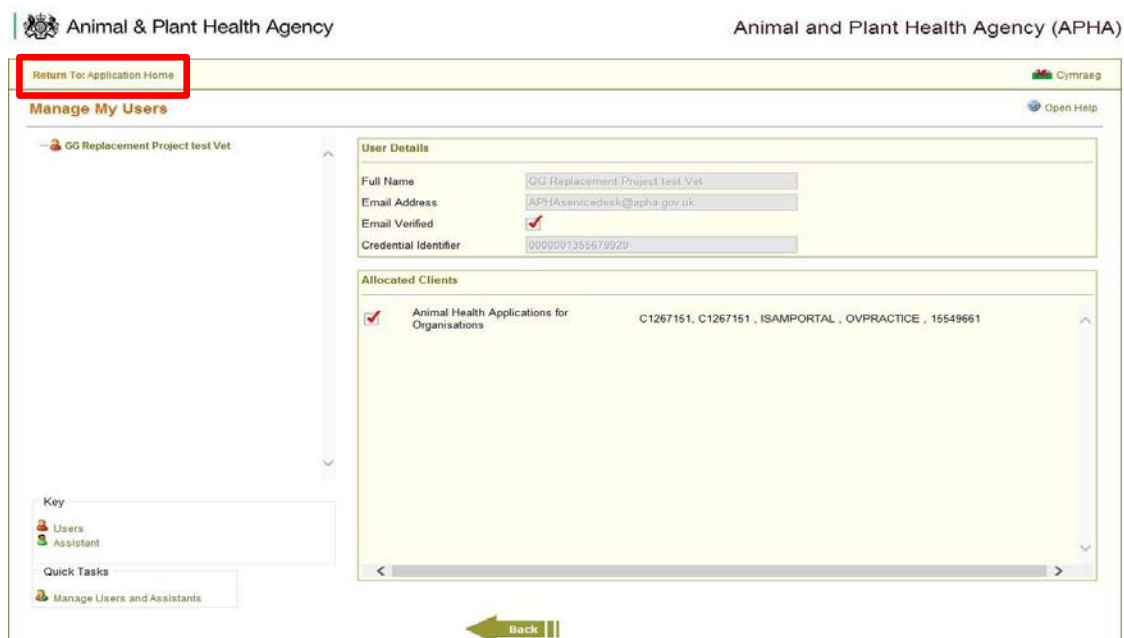 Animal & Plant Health Agency
Animal and Plant Health Agency (APHA)
Return To: Application Home
Cymraeg
Manage My Users
Open Help
GG Replacement Project test Vet
User Details
Full Name
GG Replacement Project test Vet
Email Address
APHAservicedesk@apha.gov.uk
Email Verified
Credential Identifier
0000001355679929
Allocated Clients
Animal Health Applications for
Organisations
C1267151, C1267151 , ISAMPORTAL , OVPRACTICE , 15549661
Key
Users
Assistant
Quick Tasks
Manage Users and Assistants
Back